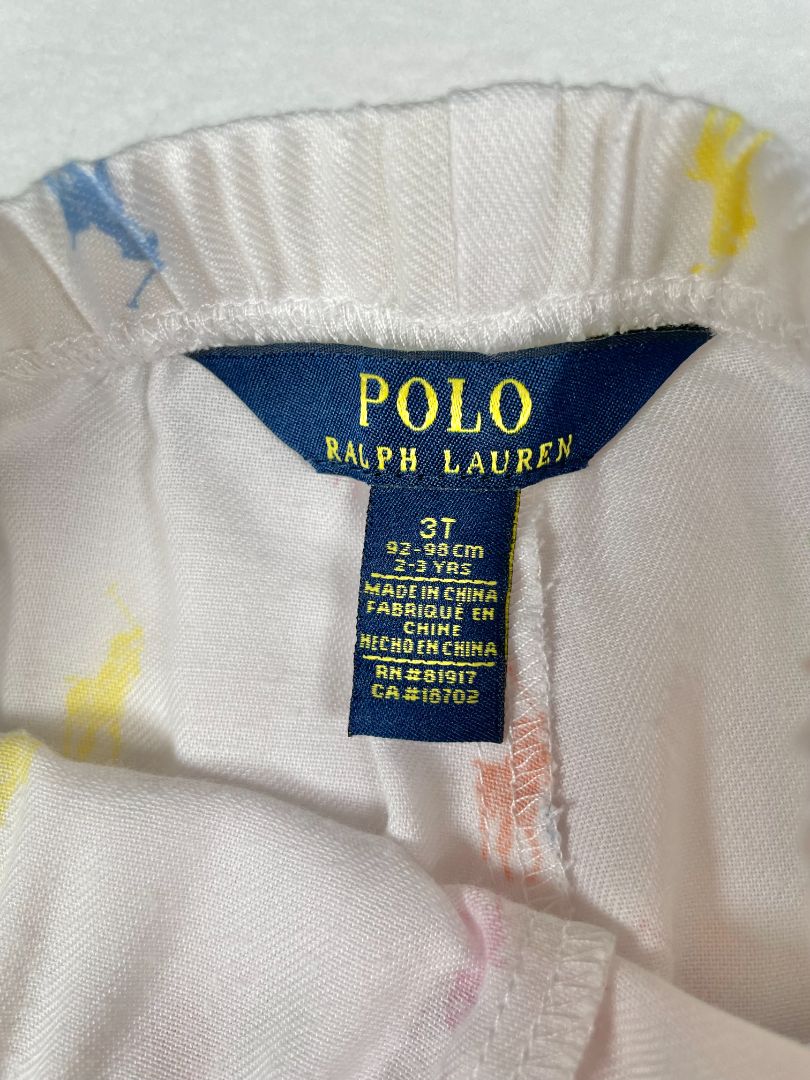 POLO
RALPH LAUREN
3T
92-98 cm
2-3 YRS
MADE IN CHINA
FABRIQUÉ EN
CHINE
HECHO EN CHINA
RN#81917
CA#18702